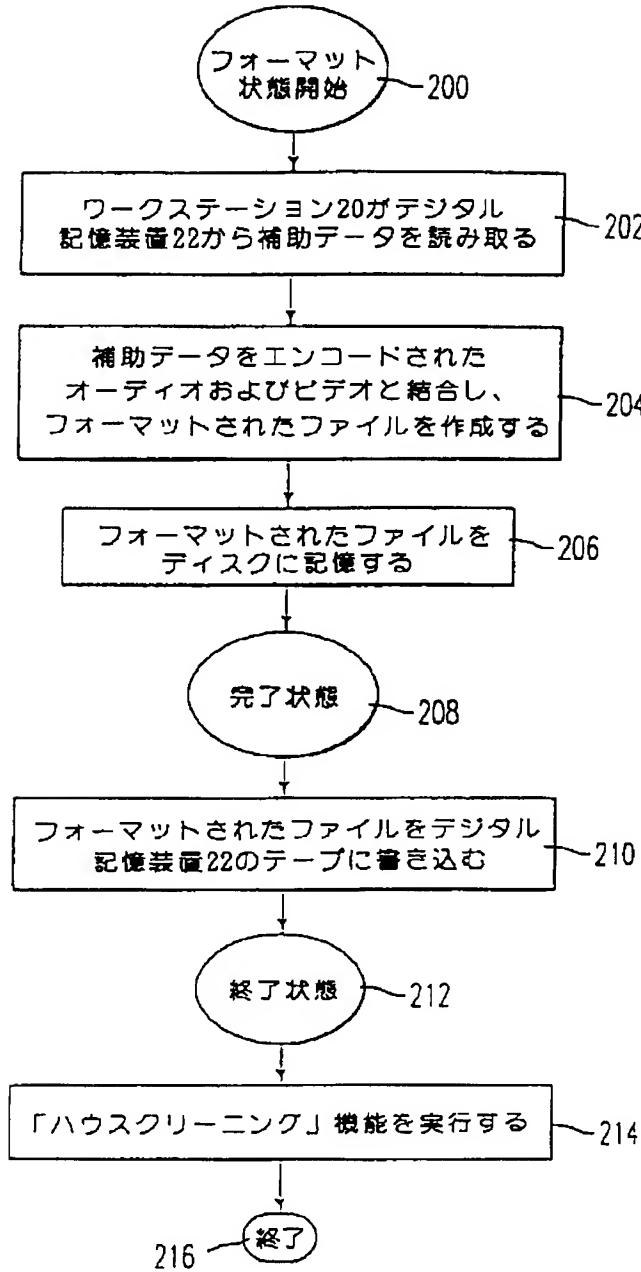 フォーマット
状態開始
200
ワークステーション20がデジタル
記憶装置22から補助データを読み取る
202
補助データをエンコードされた
オーディオおよびビデオと結合し、
フォーマットされたファイルを作成する
204
フォーマットされたファイルを
ディスクに記憶する
206
完了状態
208
フォーマットされたファイルをデジタル
記憶装置22のテープに書き込む
210
終了状態
212
「ハウスクリーニング」機能を実行する
214
終了
216